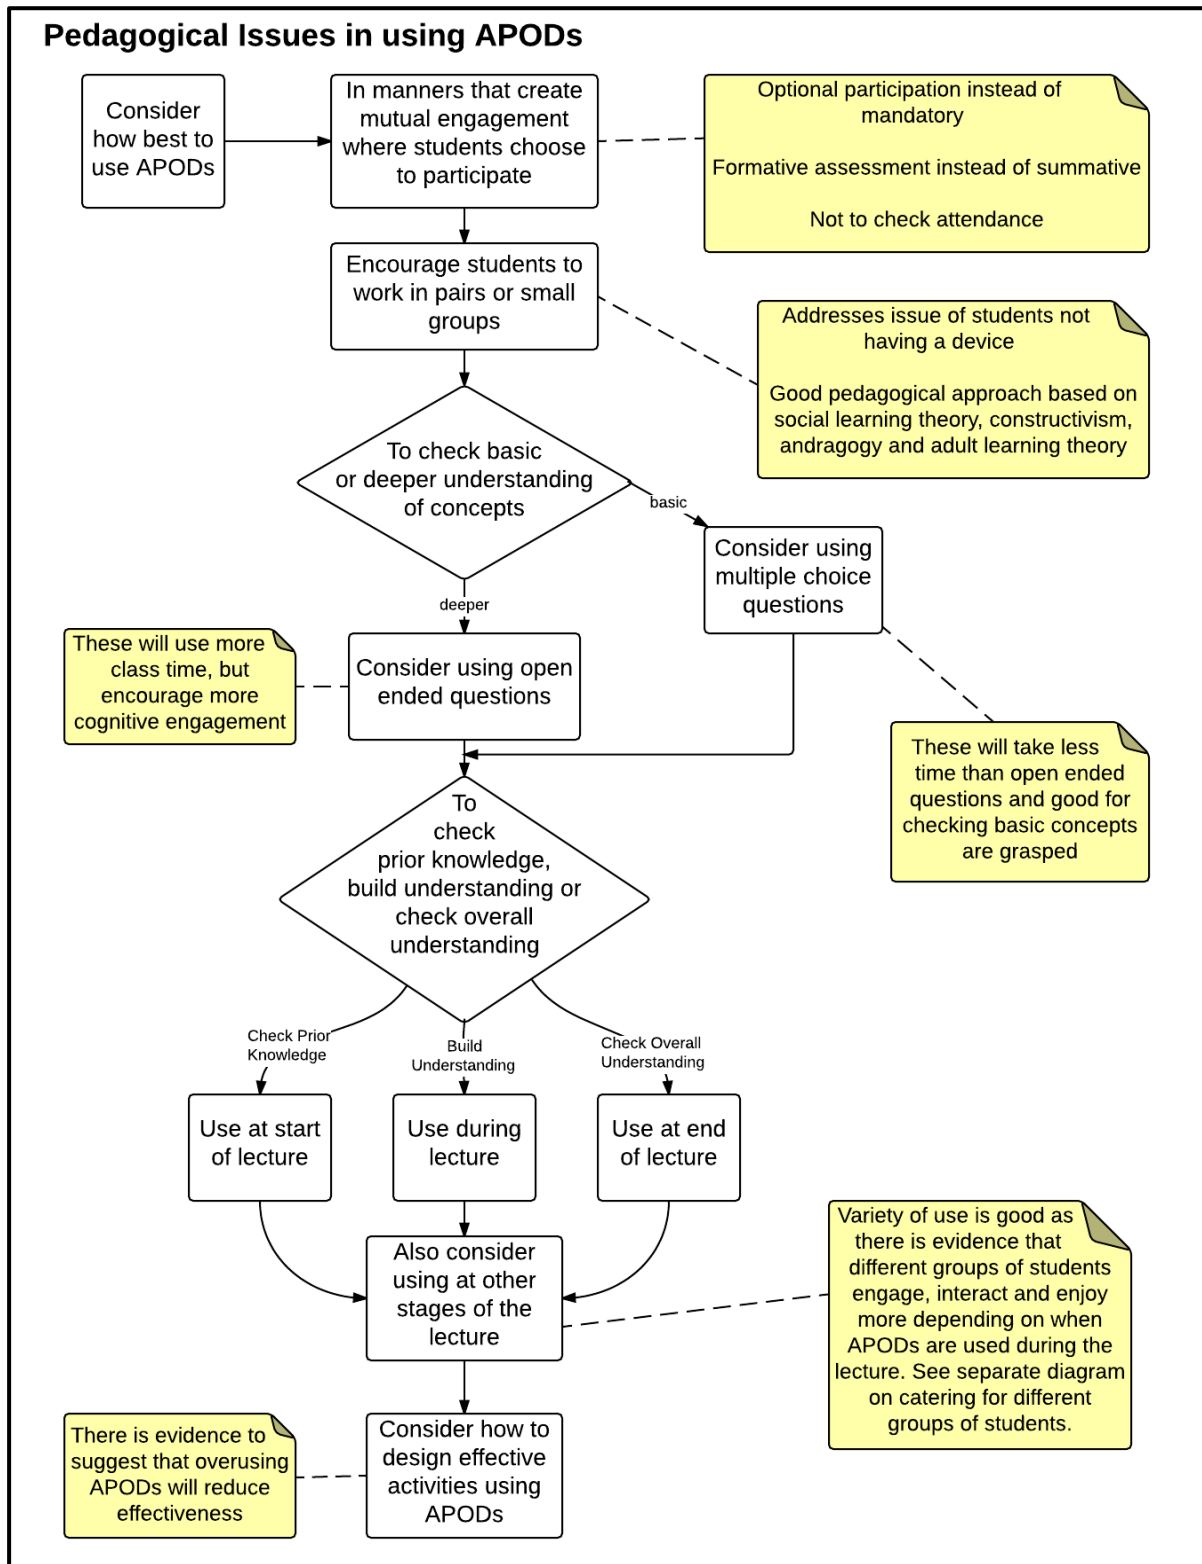 Pedagogical Issues in using APODs
Consider
how best to
use APODs
In manners that create
mutual engagement
where students choose
to participate
Optional participation instead of
mandatory
Formative assessment instead of summative
Not to check attendance
Encourage students to
work in pairs or small
groups
Addresses issue of students not
having a device
Good pedagogical approach based on
social learning theory, constructivism,
andragogy and adult learning theory
To check basic
or deeper understanding
of concepts
basic
Consider using
multiple choice
questions
deeper
These will use more
class time, but
encourage more
cognitive engagement
Consider using open
ended questions
These will take less
time than open ended
questions and good for
checking basic concepts
are grasped
To
check
prior knowledge,
build understanding or
check overall
understanding
Check Prior
Knowledge
Build
Understanding
Check Overall
Understanding
Use at start
of lecture
Use during
lecture
Use at end
of lecture
Also consider
using at other
stages of the
lecture
Variety of use is good as
there is evidence that
different groups of students
engage, interact and enjoy
more depending on when
APODs are used during the
lecture. See separate diagram
on catering for different
groups of students.
There is evidence to
suggest that overusing
APODs will reduce
effectiveness
Consider how to
design effective
activities using
APODs